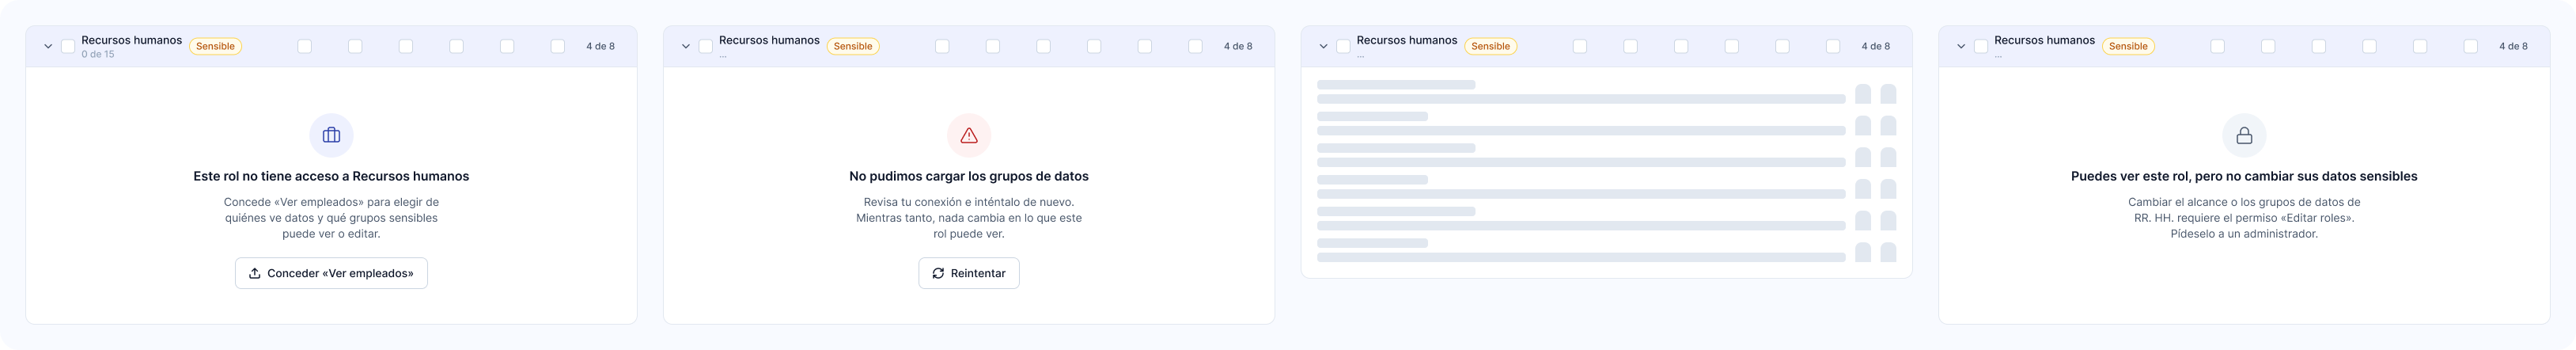 Recursos humanos
0 de 15
Sensible
4 de 8
Este rol no tiene acceso a Recursos humanos
Concede «Ver empleados» para elegir de
quiénes ve datos y qué grupos sensibles
puede ver o editar.
Conceder «Ver empleados»
Recursos humanos
...
Sensible
4 de 8
No pudimos cargar los grupos de datos
Revisa tu conexión e inténtalo de nuevo.
Mientras tanto, nada cambia en lo que este
rol puede ver.
Reintentar
Recursos humanos
...
Sensible
4 de 8
Recursos humanos
...
Sensible
4 de 8
Puedes ver este rol, pero no cambiar sus datos sensibles
Cambiar el alcance o los grupos de datos de
RR. HH. requiere el permiso «Editar roles».
Pídeselo a un administrador.